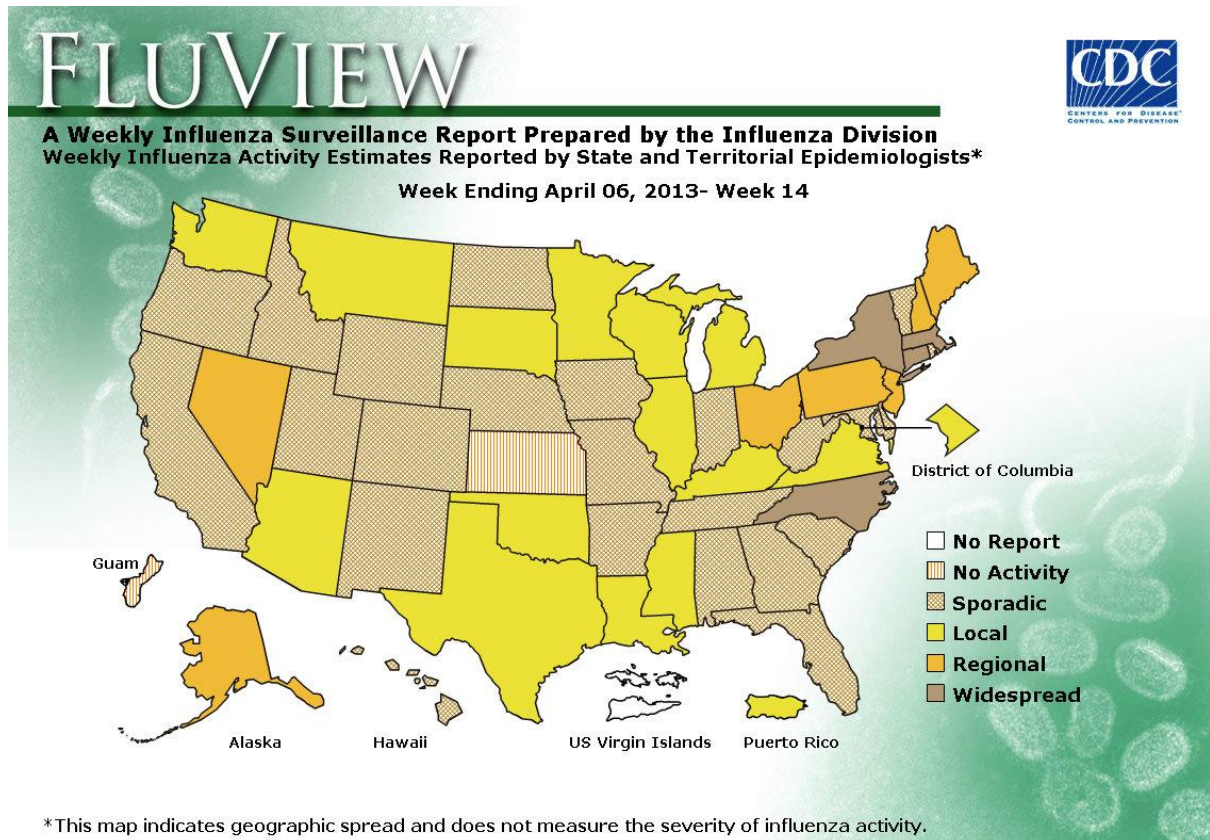 FLUVIEW
CDC
CENTERS FOR DISEASE
CONTROL AND PREVENTION
A Weekly Influenza Surveillance Report Prepared by the Influenza Division
Weekly Influenza Activity Estimates Reported by State and Territorial Epidemiologists*
Week Ending April 06, 2013- Week 14
District of Columbia
No Report
No Activity
Sporadic
Local
Regional
Widespread
Guam
Alaska
Hawaii
US Virgin Islands
Puerto Rico
*This map indicates geographic spread and does not measure the severity of influenza activity.